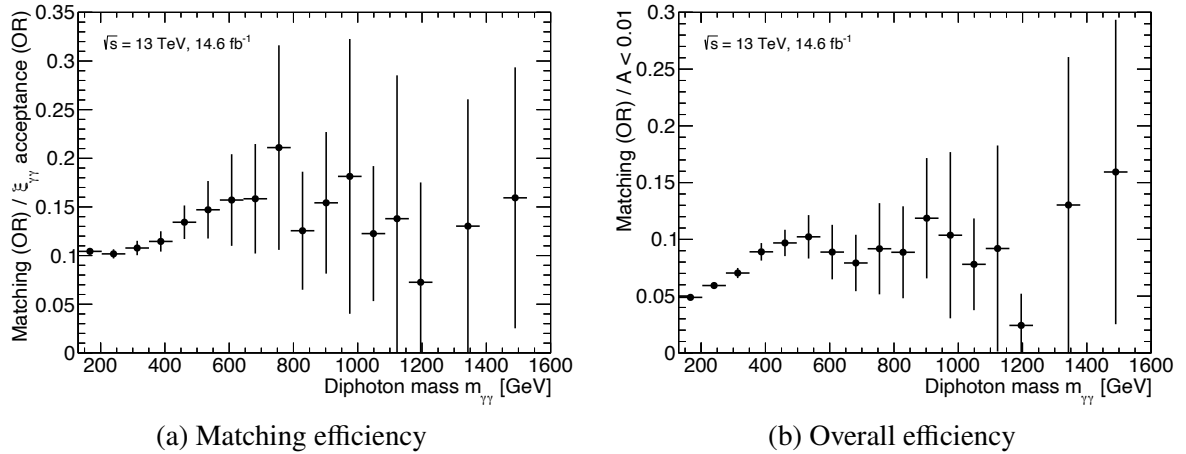 Matching (OR) / ξγγ acceptance (OR)
0.35
0.3
0.25
0.2
0.15
0.1
0.05
0
√s = 13 TeV, 14.6 fb⁻¹
200 400 600 800 1000 1200 1400 1600
Diphoton mass mγγ [GeV]
(a) Matching efficiency
Matching (OR) / A < 0.01
0.3
0.25
0.2
0.15
0.1
0.05
0
√s = 13 TeV, 14.6 fb⁻¹
200 400 600 800 1000 1200 1400 1600
Diphoton mass mγγ [GeV]
(b) Overall efficiency